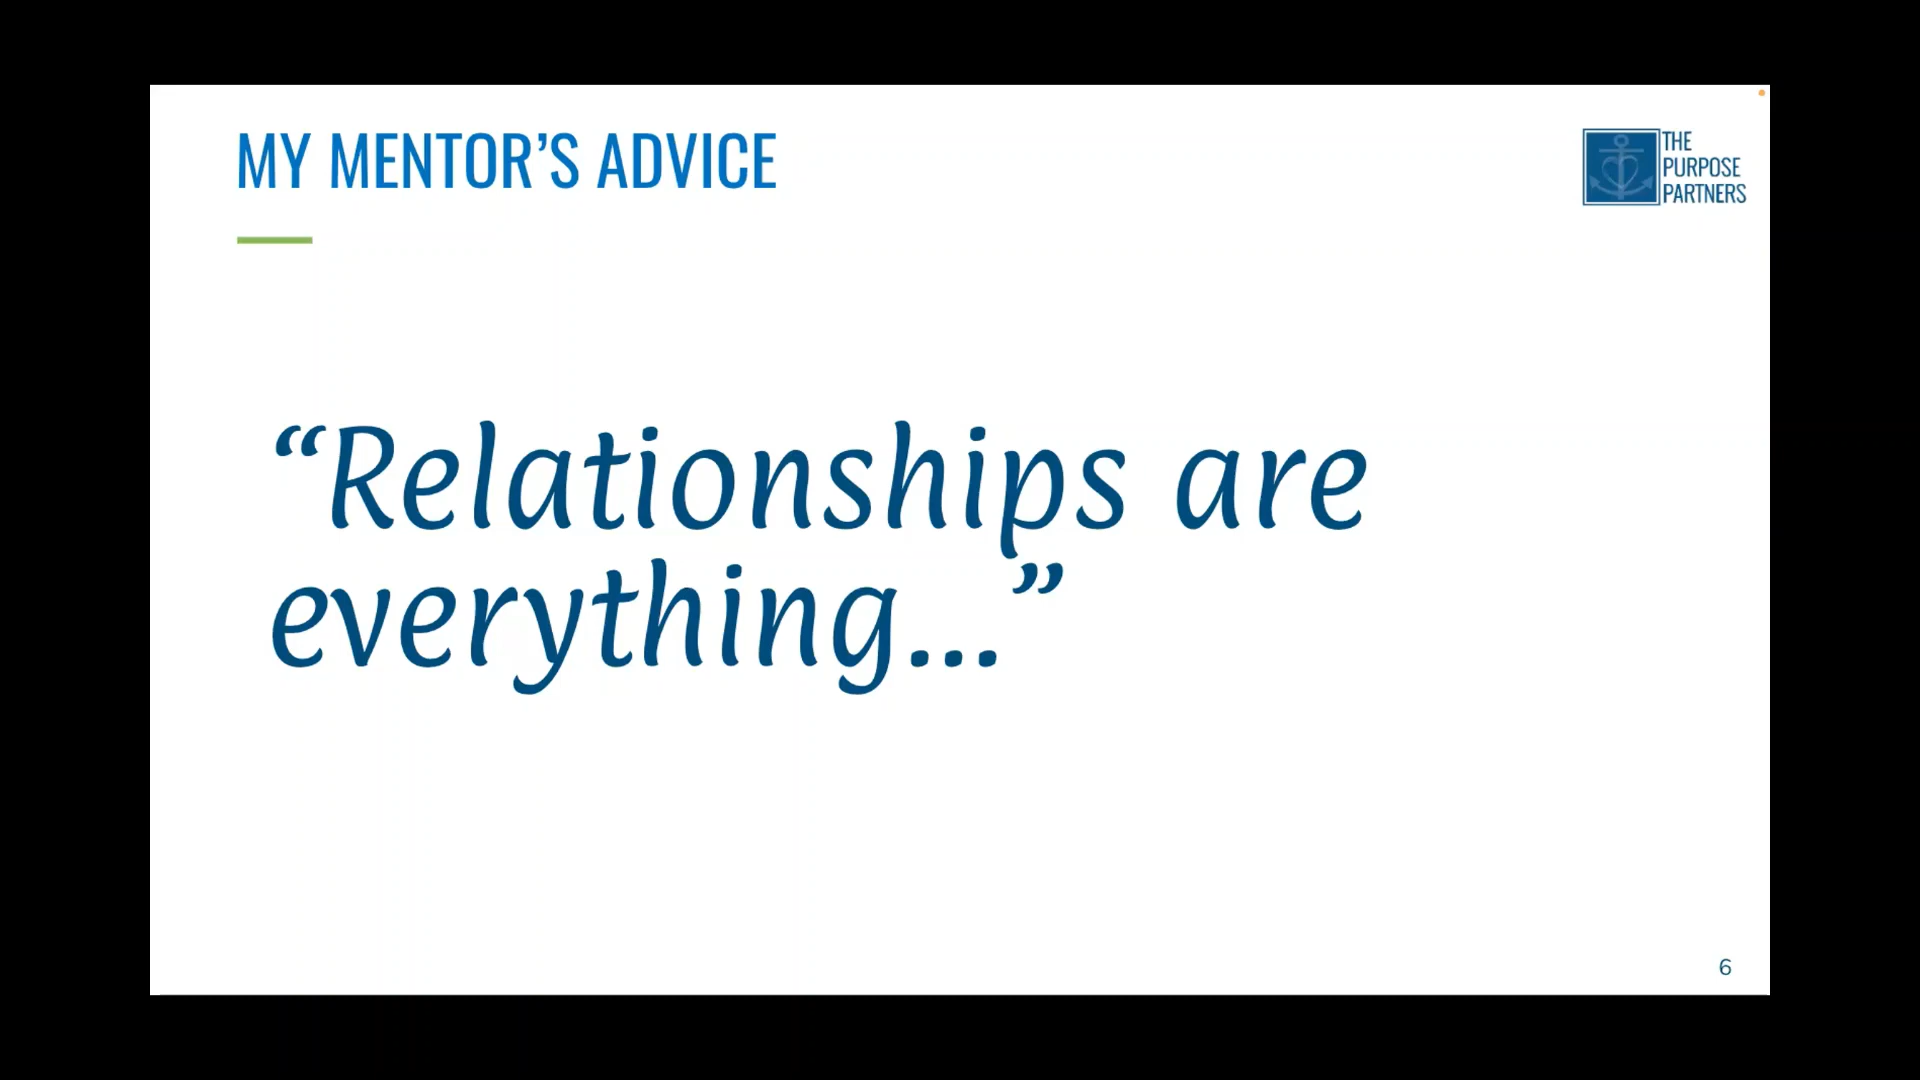 MY MENTOR’S ADVICE
THE
PURPOSE
PARTNERS
“Relationships are
everything...”
6